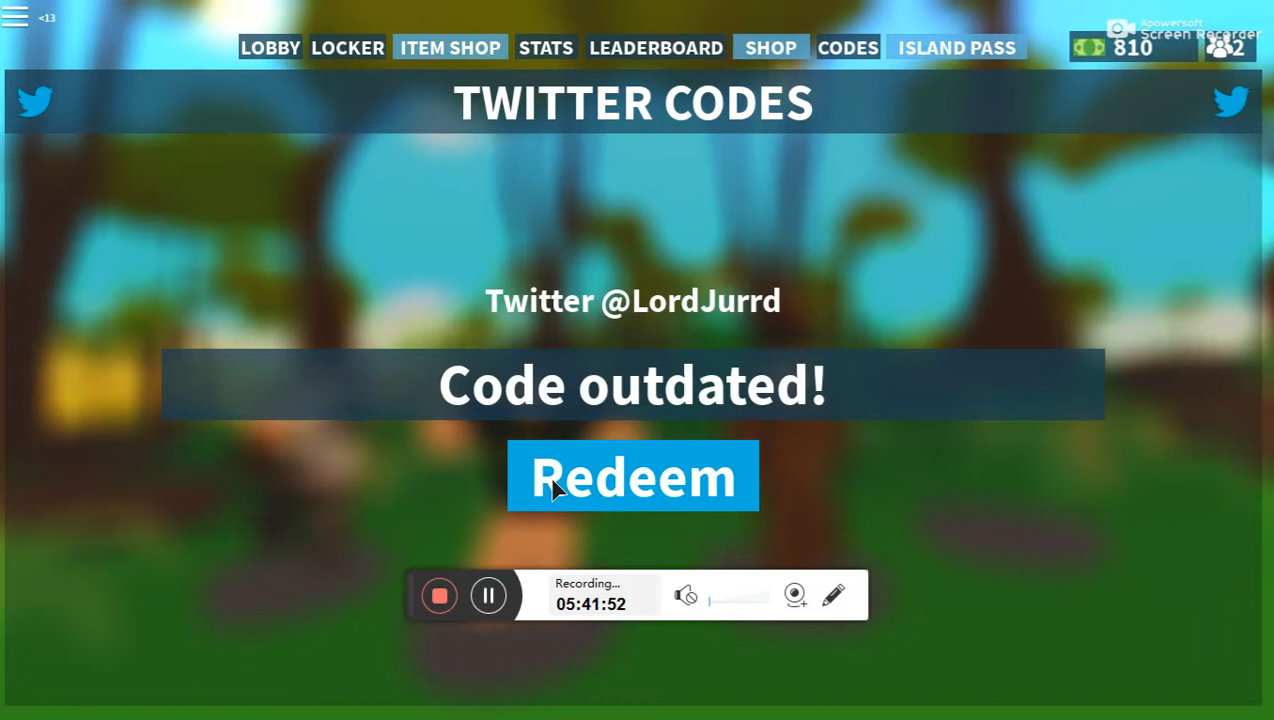 <13
Apowersoft
Screen Recorder
LOBBY LOCKER ITEM SHOP STATS LEADERBOARD SHOP CODES ISLAND PASS 810 2
TWITTER CODES
Twitter @LordJurrd
Code outdated!
Redeem
Recording...
05:41:52